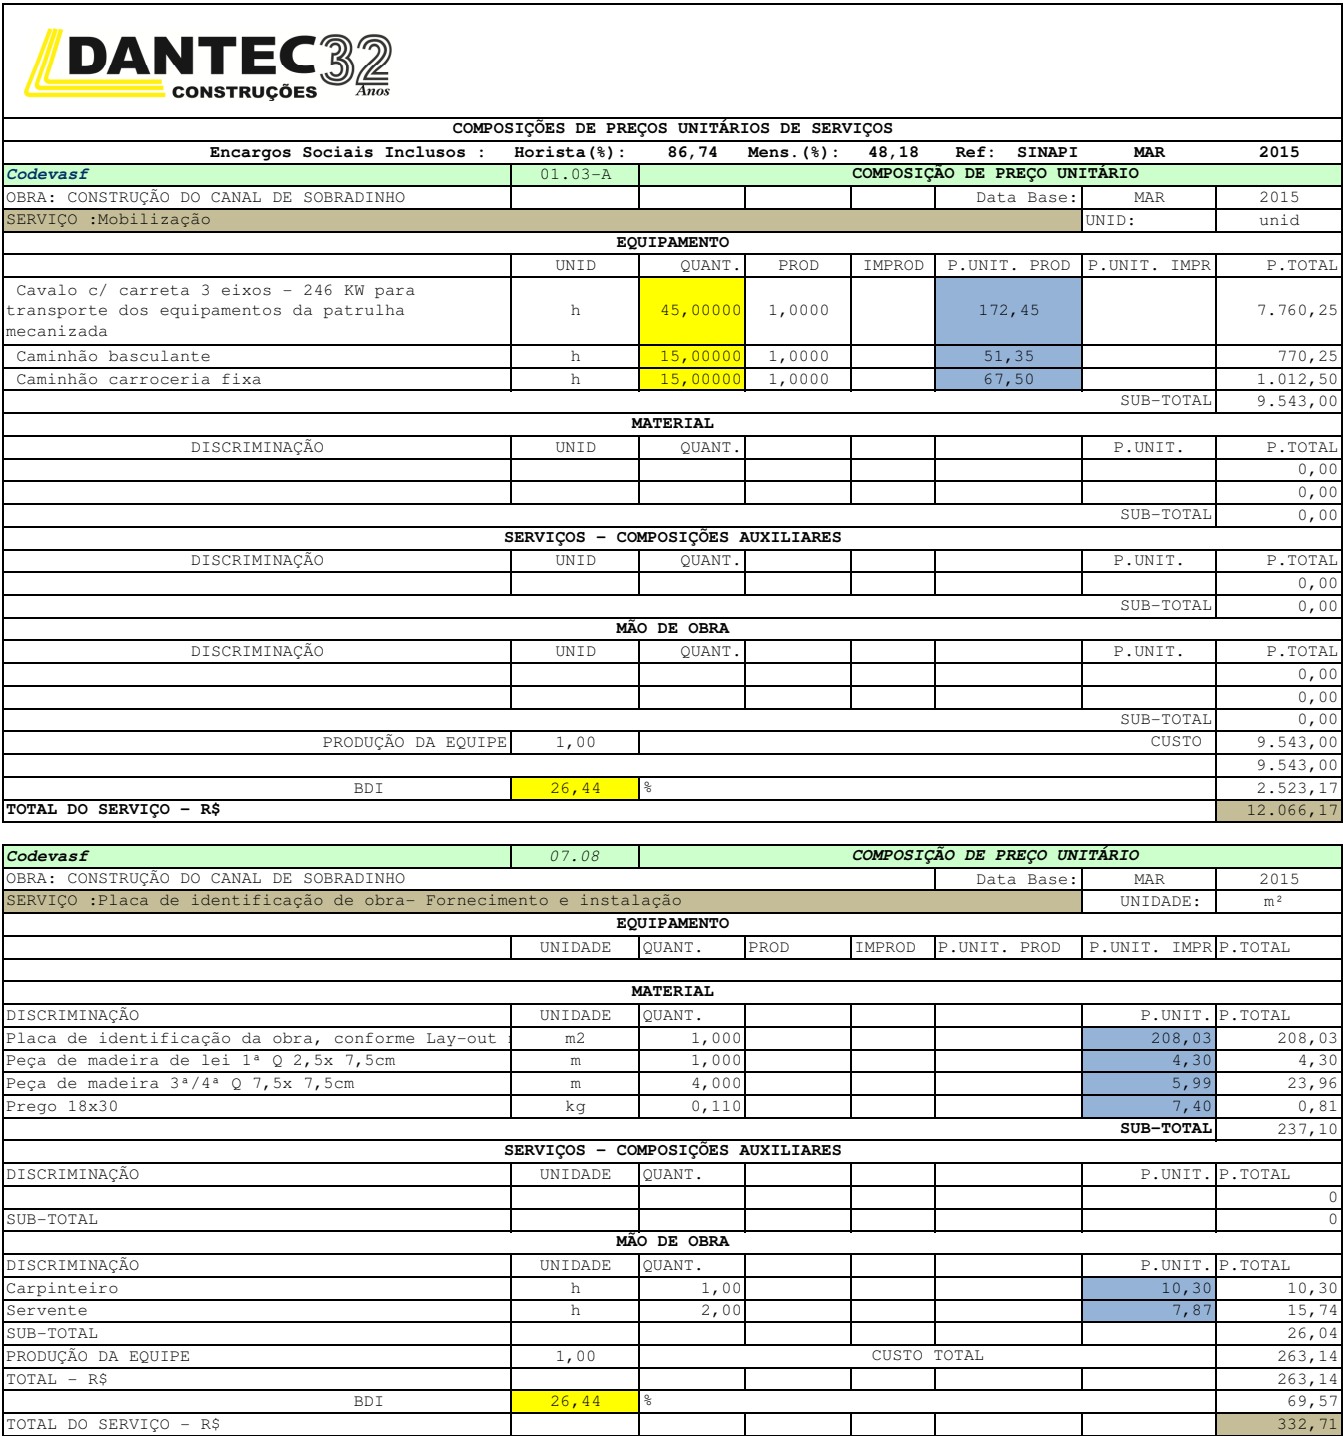 DANTEC 32
CONSTRUÇÕES Anos
COMPOSIÇÕES DE PREÇOS UNITÁRIOS DE SERVIÇOS
Encargos Sociais Inclusos : Horista(%): 86,74 Mens.(%): 48,18 Ref: SINAPI MAR 2015
Codevasf 01.03-A COMPOSIÇÃO DE PREÇO UNITÁRIO
OBRA: CONSTRUÇÃO DO CANAL DE SOBRADINHO Data Base: MAR 2015
SERVIÇO :Mobilização UNID: unid
EQUIPAMENTO
UNID QUANT. PROD IMPROD P.UNIT. PROD P.UNIT. IMPR P.TOTAL
Cavalo c/ carreta 3 eixos - 246 KW para
transporte dos equipamentos da patrulha h 45,00000 1,0000 172,45 7.760,25
mecanizada
Caminhão basculante h 15,00000 1,0000 51,35 770,25
Caminhão carroceria fixa h 15,00000 1,0000 67,50 1.012,50
SUB-TOTAL 9.543,00
MATERIAL
DISCRIMINAÇÃO UNID QUANT. P.UNIT. P.TOTAL
0,00
0,00
SUB-TOTAL 0,00
SERVIÇOS - COMPOSIÇÕES AUXILIARES
DISCRIMINAÇÃO UNID QUANT. P.UNIT. P.TOTAL
0,00
SUB-TOTAL 0,00
MÃO DE OBRA
DISCRIMINAÇÃO UNID QUANT. P.UNIT. P.TOTAL
0,00
0,00
SUB-TOTAL 0,00
PRODUÇÃO DA EQUIPE 1,00 CUSTO 9.543,00
9.543,00
BDI 26,44 % 2.523,17
TOTAL DO SERVIÇO - R$ 12.066,17
Codevasf 07.08 COMPOSIÇÃO DE PREÇO UNITÁRIO
OBRA: CONSTRUÇÃO DO CANAL DE SOBRADINHO Data Base: MAR 2015
SERVIÇO :Placa de identificação de obra- Fornecimento e instalação UNIDADE: m²
EQUIPAMENTO
UNIDADE QUANT. PROD IMPROD P.UNIT. PROD P.UNIT. IMPR P.TOTAL
MATERIAL
DISCRIMINAÇÃO UNIDADE QUANT. P.UNIT. P.TOTAL
Placa de identificação da obra, conforme Lay-out m2 1,000 208,03 208,03
Peça de madeira de lei 1ª Q 2,5x 7,5cm m 1,000 4,30 4,30
Peça de madeira 3ª/4ª Q 7,5x 7,5cm m 4,000 5,99 23,96
Prego 18x30 kg 0,110 7,40 0,81
SUB-TOTAL 237,10
SERVIÇOS - COMPOSIÇÕES AUXILIARES
DISCRIMINAÇÃO UNIDADE QUANT. P.UNIT. P.TOTAL
0
SUB-TOTAL 0
MÃO DE OBRA
DISCRIMINAÇÃO UNIDADE QUANT. P.UNIT. P.TOTAL
Carpinteiro h 1,00 10,30 10,30
Servente h 2,00 7,87 15,74
SUB-TOTAL 26,04
PRODUÇÃO DA EQUIPE 1,00 CUSTO TOTAL 263,14
TOTAL - R$ 263,14
BDI 26,44 % 69,57
TOTAL DO SERVIÇO - R$ 332,71